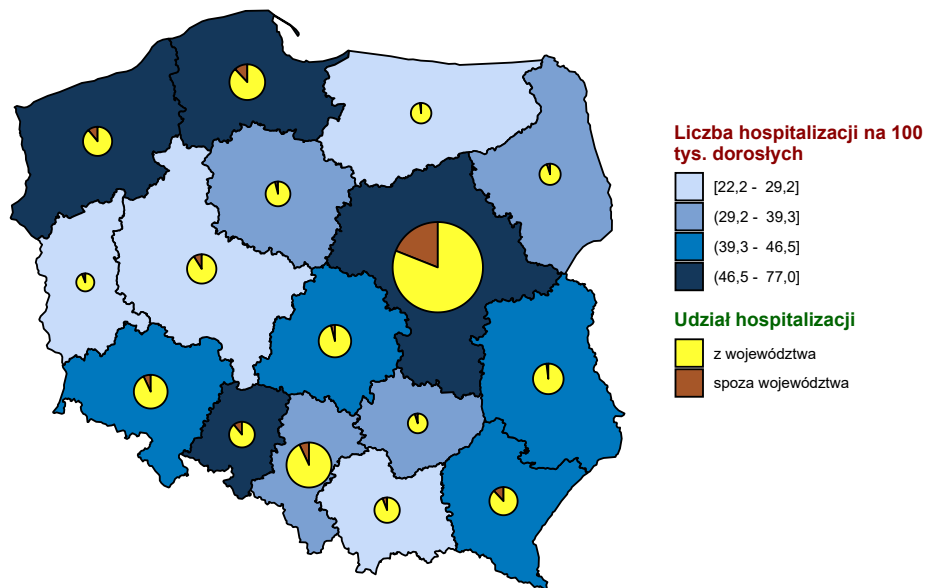 Liczba hospitalizacji na 100
tys. dorosłych
[22,2 - 29,2]
(29,2 - 39,3]
(39,3 - 46,5]
(46,5 - 77,0]
Udział hospitalizacji
z województwa
spoza województwa